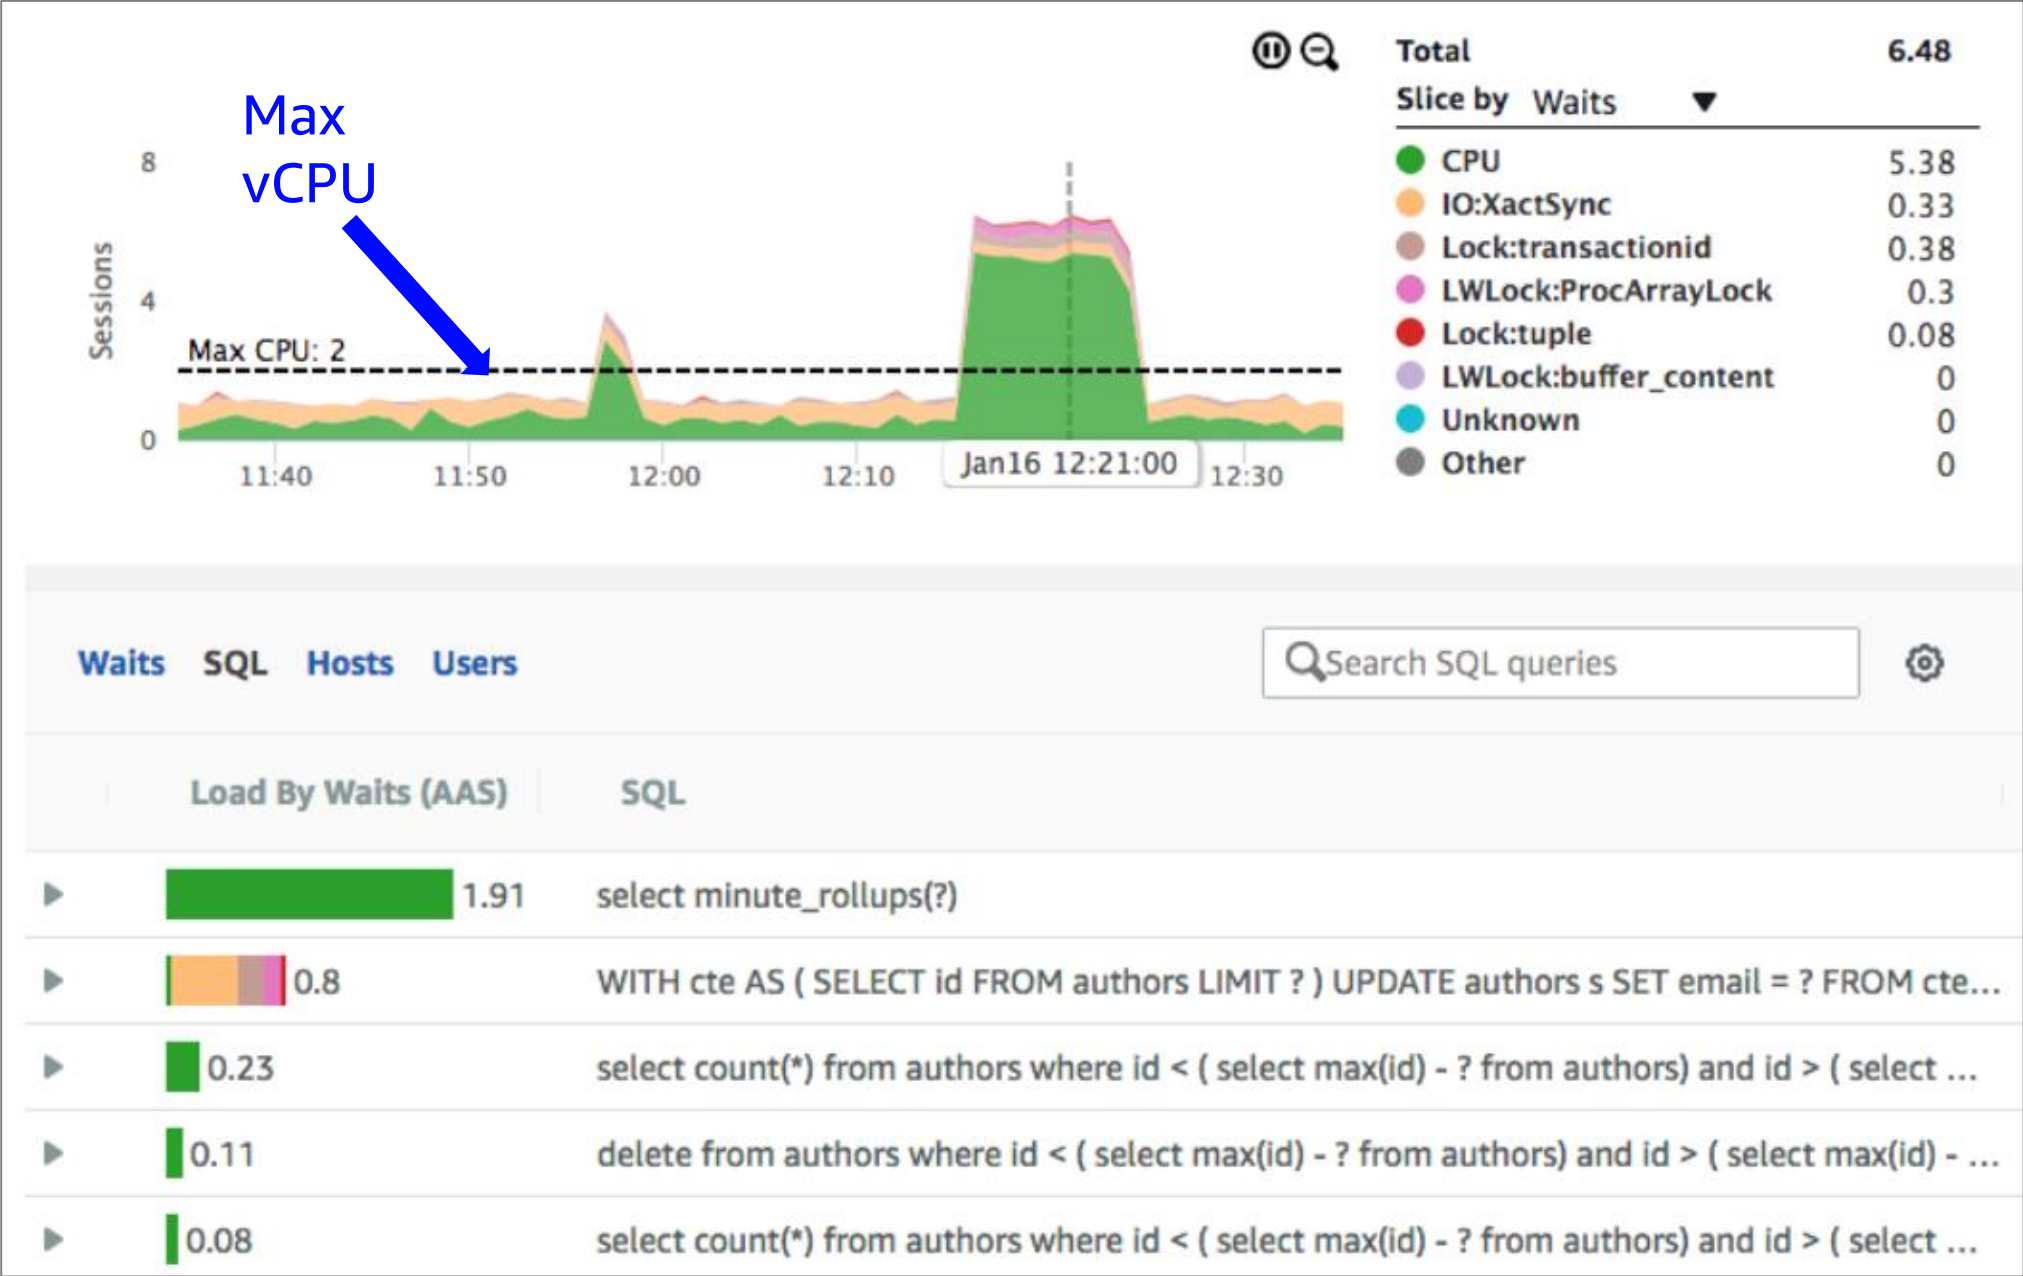 Max
vCPU
8
4
0
Sessions
Max CPU: 2
11:40
11:50
12:00
12:10
Jan16 12:21:00
12:30
Total 6.48
Slice by Waits
CPU 5.38
IO:XactSync 0.33
Lock:transactionid 0.38
LWLock:ProcArrayLock 0.3
Lock:tuple 0.08
LWLock:buffer_content 0
Unknown 0
Other 0
Waits SQL Hosts Users
Search SQL queries
Load By Waits (AAS) SQL
1.91 select minute_rollups(?)
0.8 WITH cte AS ( SELECT id FROM authors LIMIT ? ) UPDATE authors s SET email = ? FROM cte...
0.23 select count(*) from authors where id < ( select max(id) - ? from authors) and id > ( select ...
0.11 delete from authors where id < ( select max(id) - ? from authors) and id > ( select max(id) - ...
0.08 select count(*) from authors where id < ( select max(id) - ? from authors) and id > ( select ...